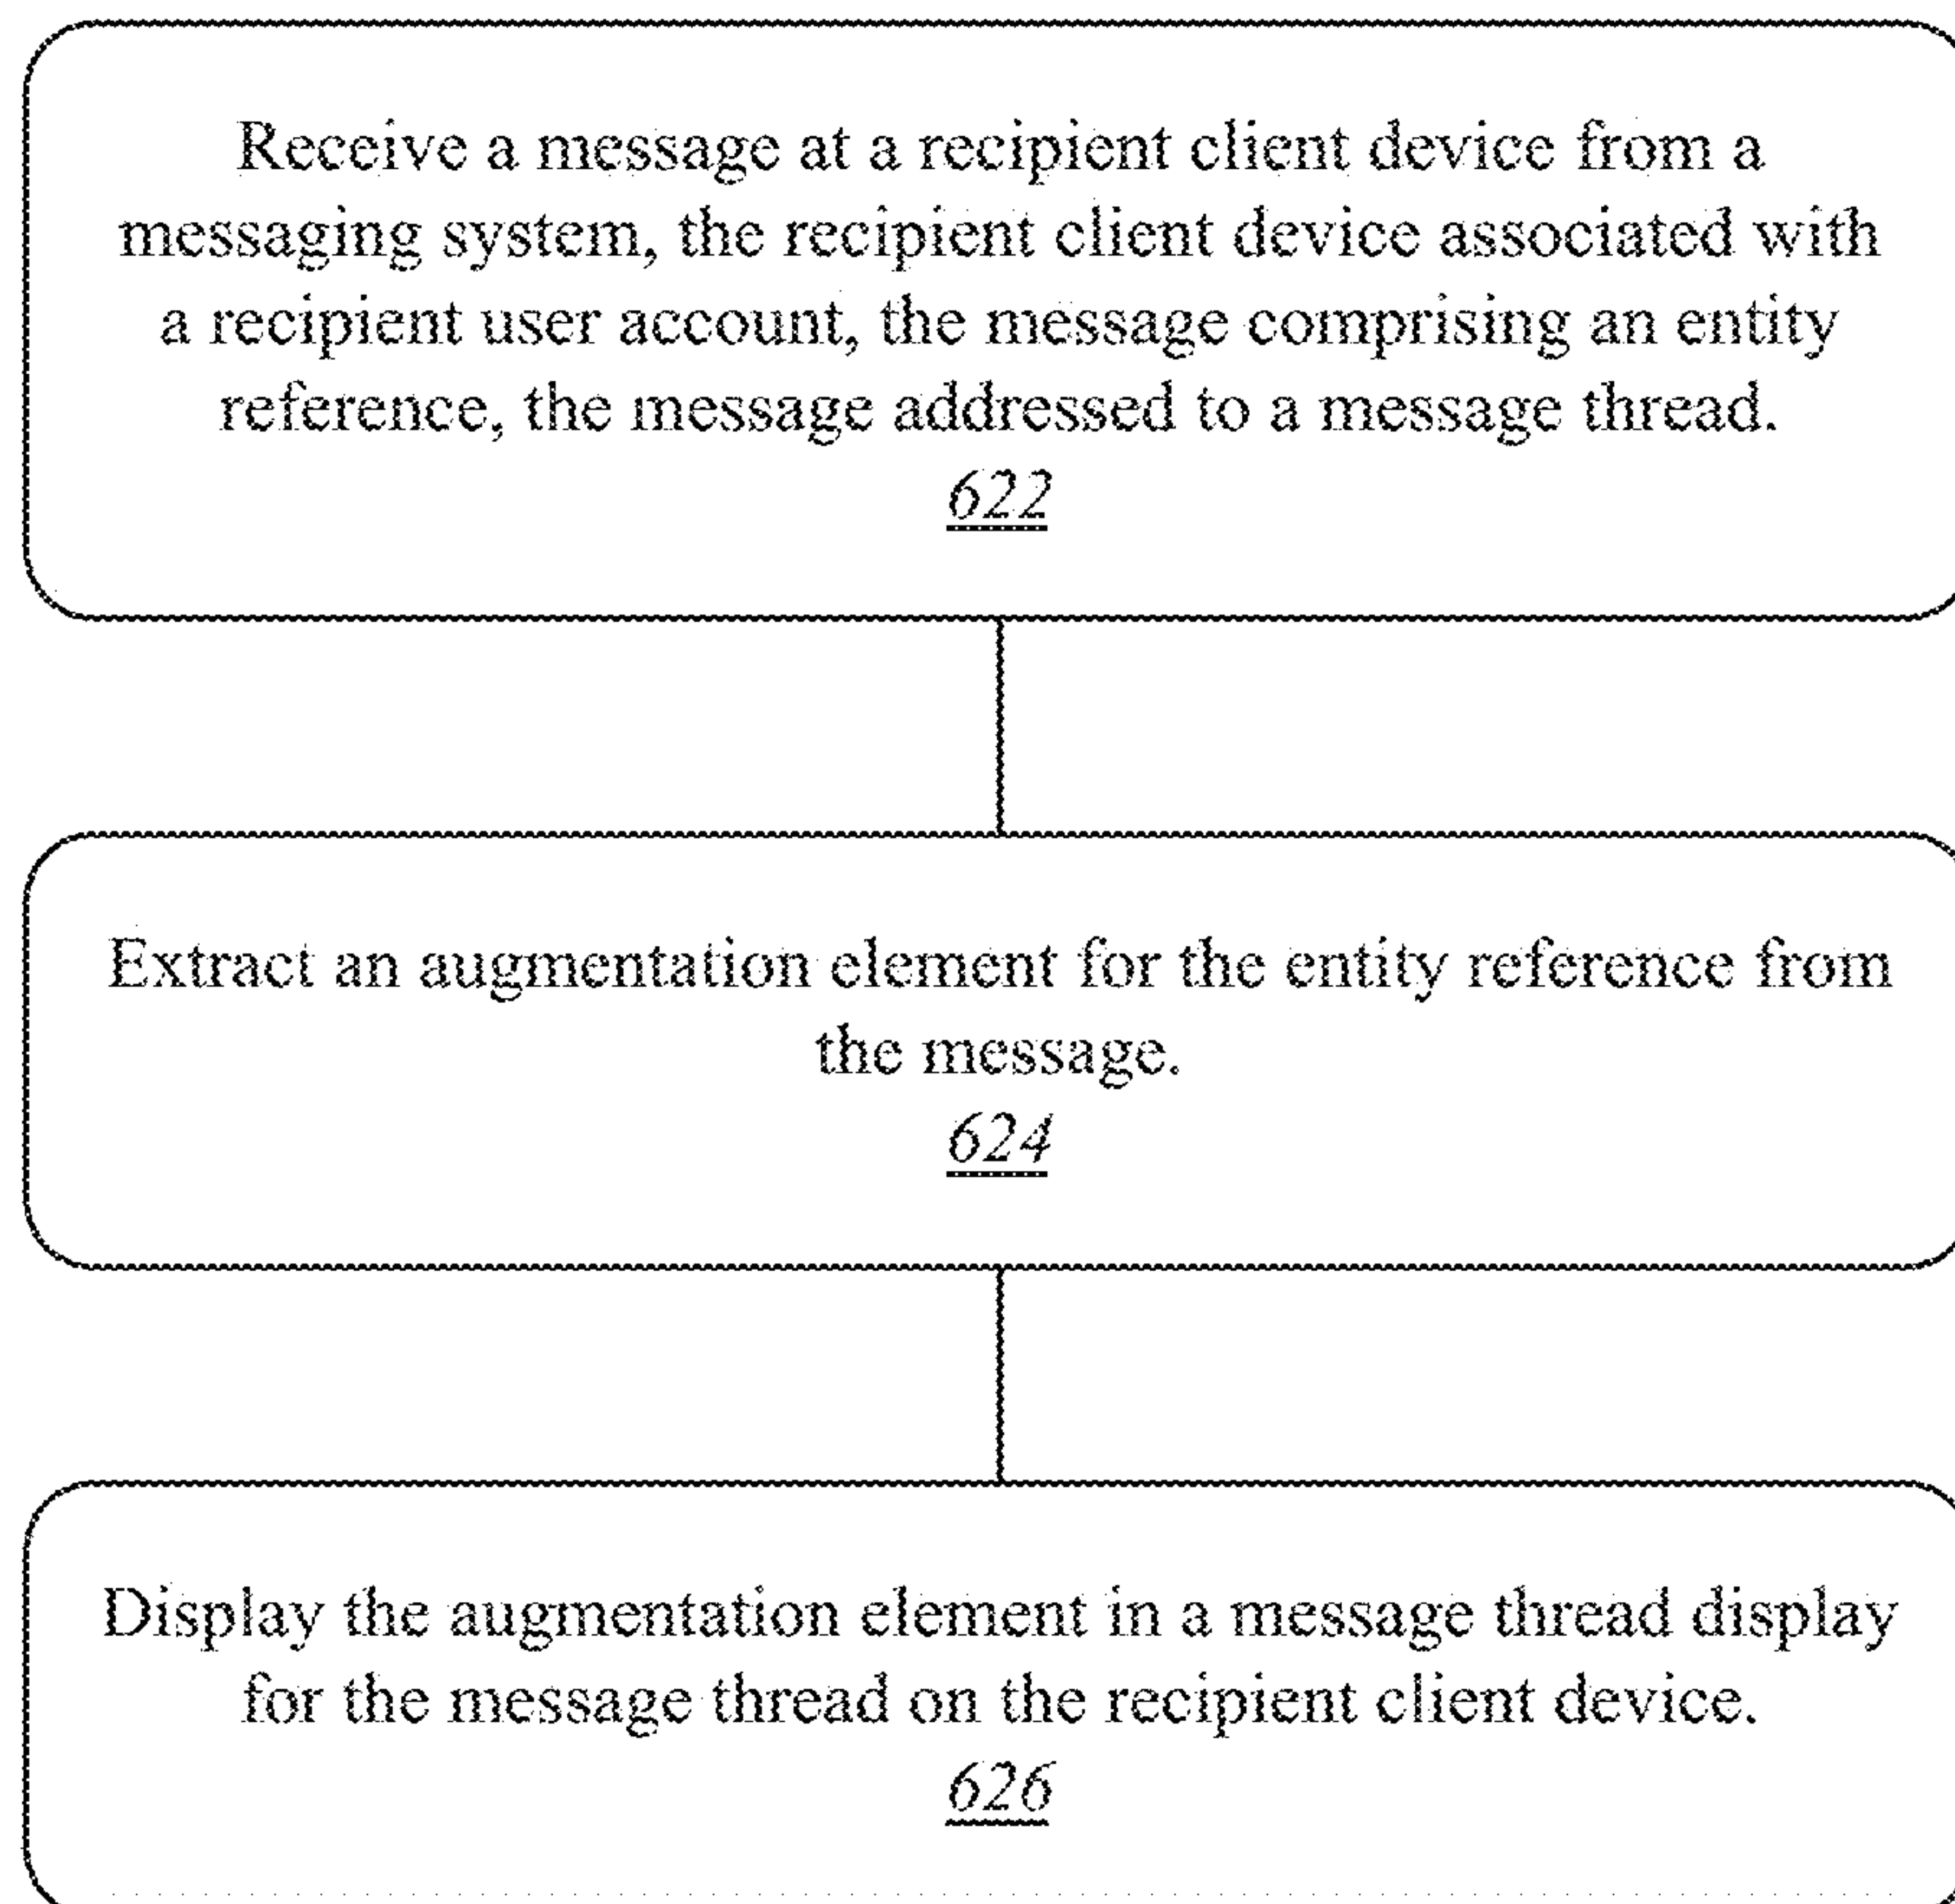 Receive a message at a recipient client device from a
messaging system, the recipient client device associated with
a recipient user account, the message comprising an entity
reference, the message addressed to a message thread.
622
Extract an augmentation element for the entity reference from
the message.
624
Display the augmentation element in a message thread display
for the message thread on the recipient client device.
626